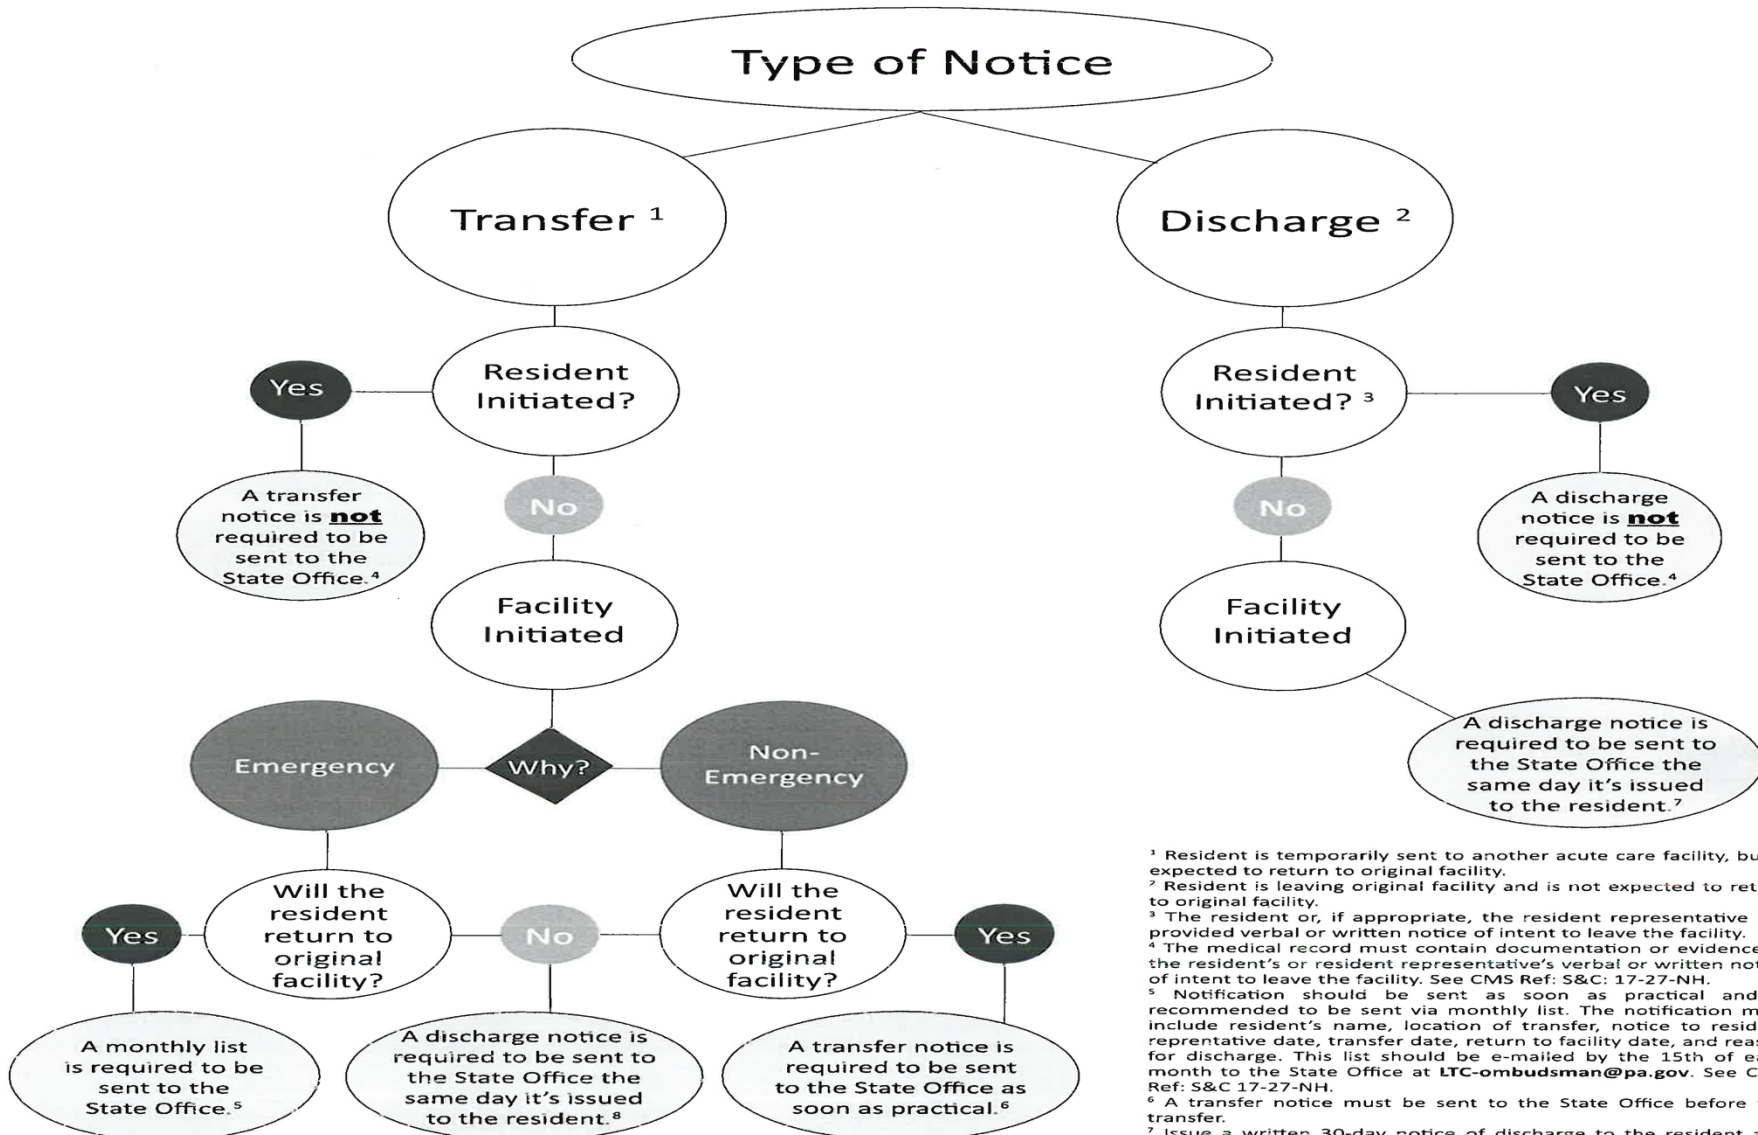 Type of Notice
Transfer ¹
Discharge ²
Resident
Initiated?
Yes
A transfer
notice is not
required to be
sent to the
State Office.⁴
No
Facility
Initiated
Why?
Emergency
Non-
Emergency
Will the
resident
return to
original
facility?
Yes
A monthly list
is required to be
sent to the
State Office.⁵
No
A discharge notice is
required to be sent to
the State Office the
same day it's issued
to the resident.⁸
Will the
resident
return to
original
facility?
Yes
A transfer notice is
required to be sent
to the State Office as
soon as practical.⁶
Resident
Initiated? ³
Yes
A discharge
notice is not
required to be
sent to the
State Office.⁴
No
Facility
Initiated
A discharge notice is
required to be sent to
the State Office the
same day it's issued
to the resident.⁷
¹ Resident is temporarily sent to another acute care facility, bu
expected to return to original facility.
² Resident is leaving original facility and is not expected to ret
to original facility.
³ The resident or, if appropriate, the resident representative
provided verbal or written notice of intent to leave the facility.
⁴ The medical record must contain documentation or evidence
the resident's or resident representative's verbal or written not
of intent to leave the facility. See CMS Ref: S&C: 17-27-NH.
⁵ Notification should be sent as soon as practical and
recommended to be sent via monthly list. The notification m
include resident's name, location of transfer, notice to resid
reprentative date, transfer date, return to facility date, and reas
for discharge. This list should be e-mailed by the 15th of ea
month to the State Office at LTC-ombudsman@pa.gov. See C
Ref: S&C 17-27-NH.
⁶ A transfer notice must be sent to the State Office before
transfer.
⁷ Issue a written 30-day notice of discharge to the resident